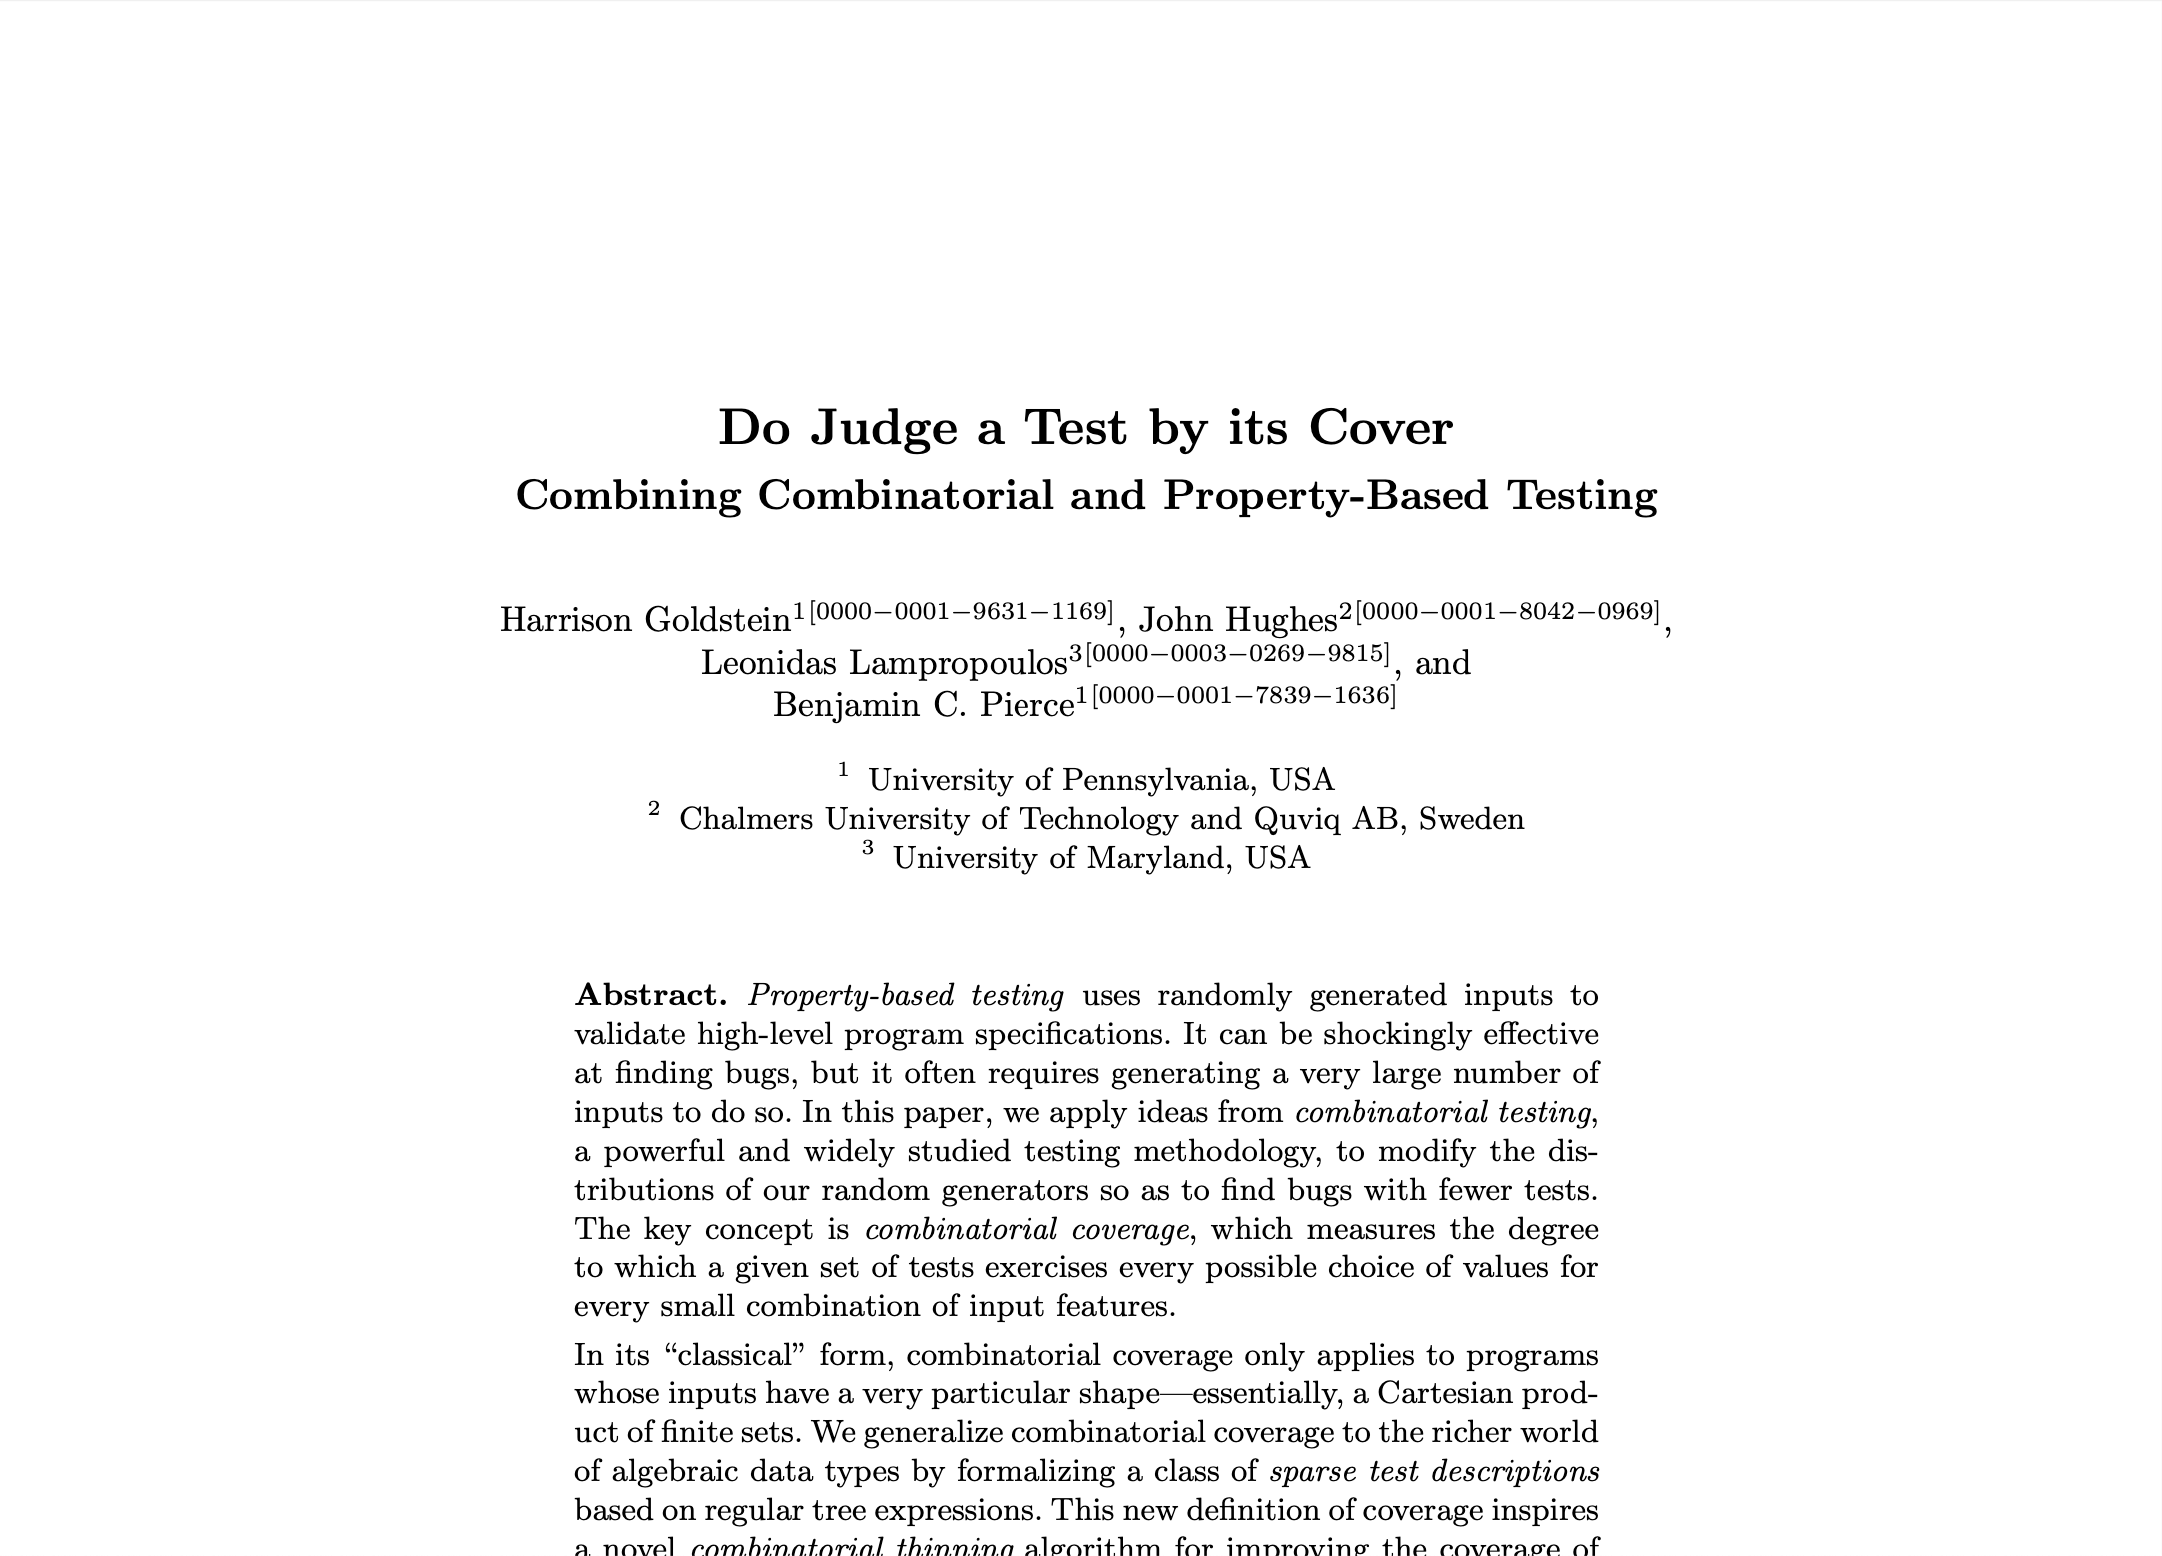 Do Judge a Test by its Cover
Combining Combinatorial and Property-Based Testing
Harrison Goldstein1[0000−0001−9631−1169], John Hughes2[0000−0001−8042−0969],
Leonidas Lampropoulos3[0000−0003−0269−9815], and
Benjamin C. Pierce1[0000−0001−7839−1636]
1 University of Pennsylvania, USA
2 Chalmers University of Technology and Quviq AB, Sweden
3 University of Maryland, USA
Abstract. Property-based testing uses randomly generated inputs to
validate high-level program specifications. It can be shockingly effective
at finding bugs, but it often requires generating a very large number of
inputs to do so. In this paper, we apply ideas from combinatorial testing,
a powerful and widely studied testing methodology, to modify the dis-
tributions of our random generators so as to find bugs with fewer tests.
The key concept is combinatorial coverage, which measures the degree
to which a given set of tests exercises every possible choice of values for
every small combination of input features.
In its “classical” form, combinatorial coverage only applies to programs
whose inputs have a very particular shape—essentially, a Cartesian prod-
uct of finite sets. We generalize combinatorial coverage to the richer world
of algebraic data types by formalizing a class of sparse test descriptions
based on regular tree expressions. This new definition of coverage inspires
a novel combinatorial thinning algorithm for improving the coverage of